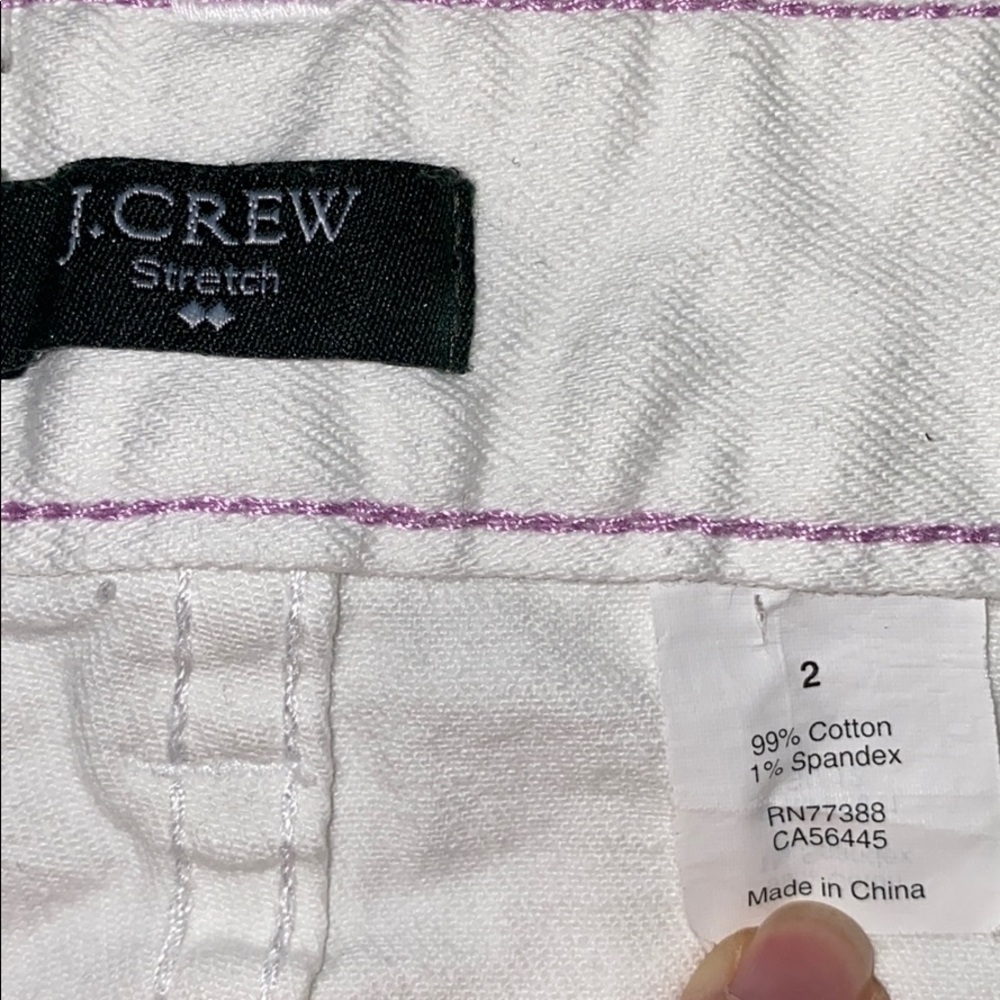 J.CREW
Stretch
2
99% Cotton
1% Spandex
RN77388
CA56445
Made in China